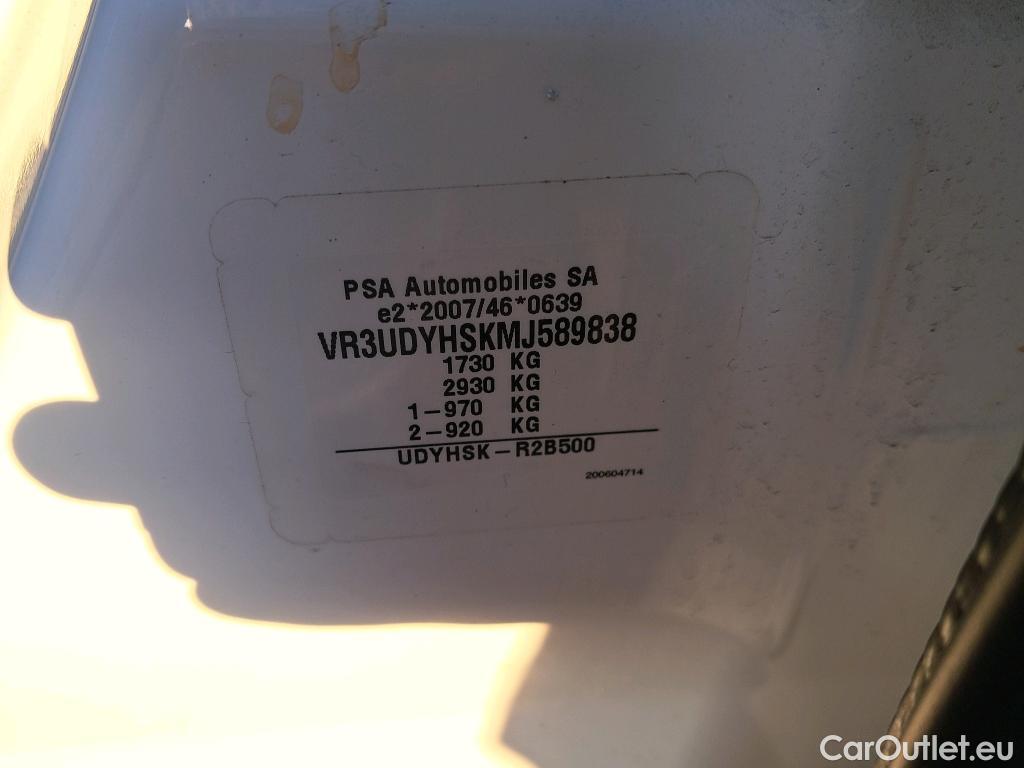 PSA Automobiles SA
e2*2007/46*0639
VR3UDYHSKMJ589838
1730 KG
2930 KG
1-970 KG
2-920 KG
UDYHSK-R2B500
200604714
CarOutlet.eu